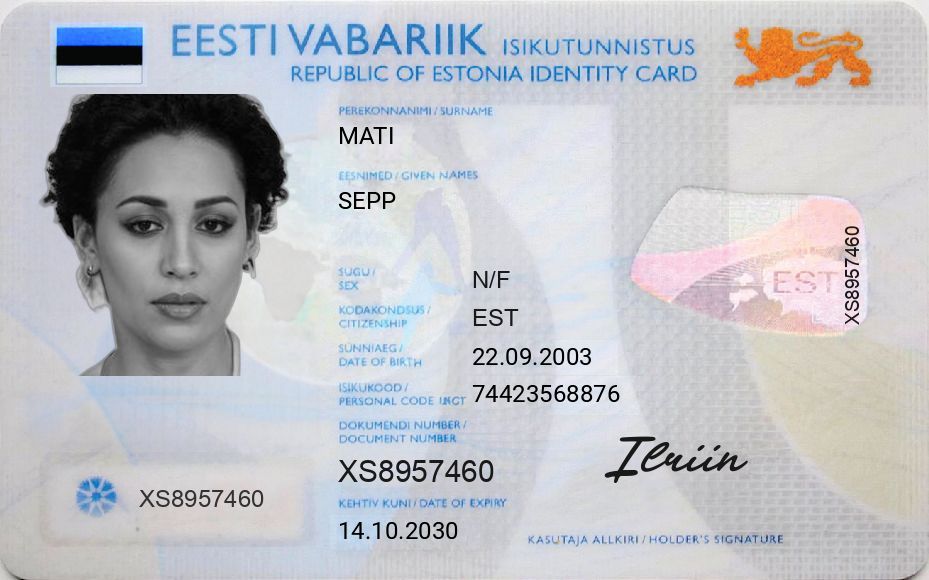 EESTI VABARIIK ISIKUTUNNISTUS
REPUBLIC OF ESTONIA IDENTITY CARD
PEREKONNANIMI / SURNAME
MATI
EESNIMED / GIVEN NAMES
SEPP
SUGU / SEX
N/F
KODAKONDSUS / CITIZENSHIP
EST
SÜNNIAEG / DATE OF BIRTH
22.09.2003
ISIKUKOOD / PERSONAL CODE
74423568876
DOKUMENDI NUMBER / DOCUMENT NUMBER
XS8957460
KEHTIV KUNI / DATE OF EXPIRY
14.10.2030
XS8957460
EST
XS8957460
KASUTAJA ALLKIRI / HOLDER'S SIGNATURE